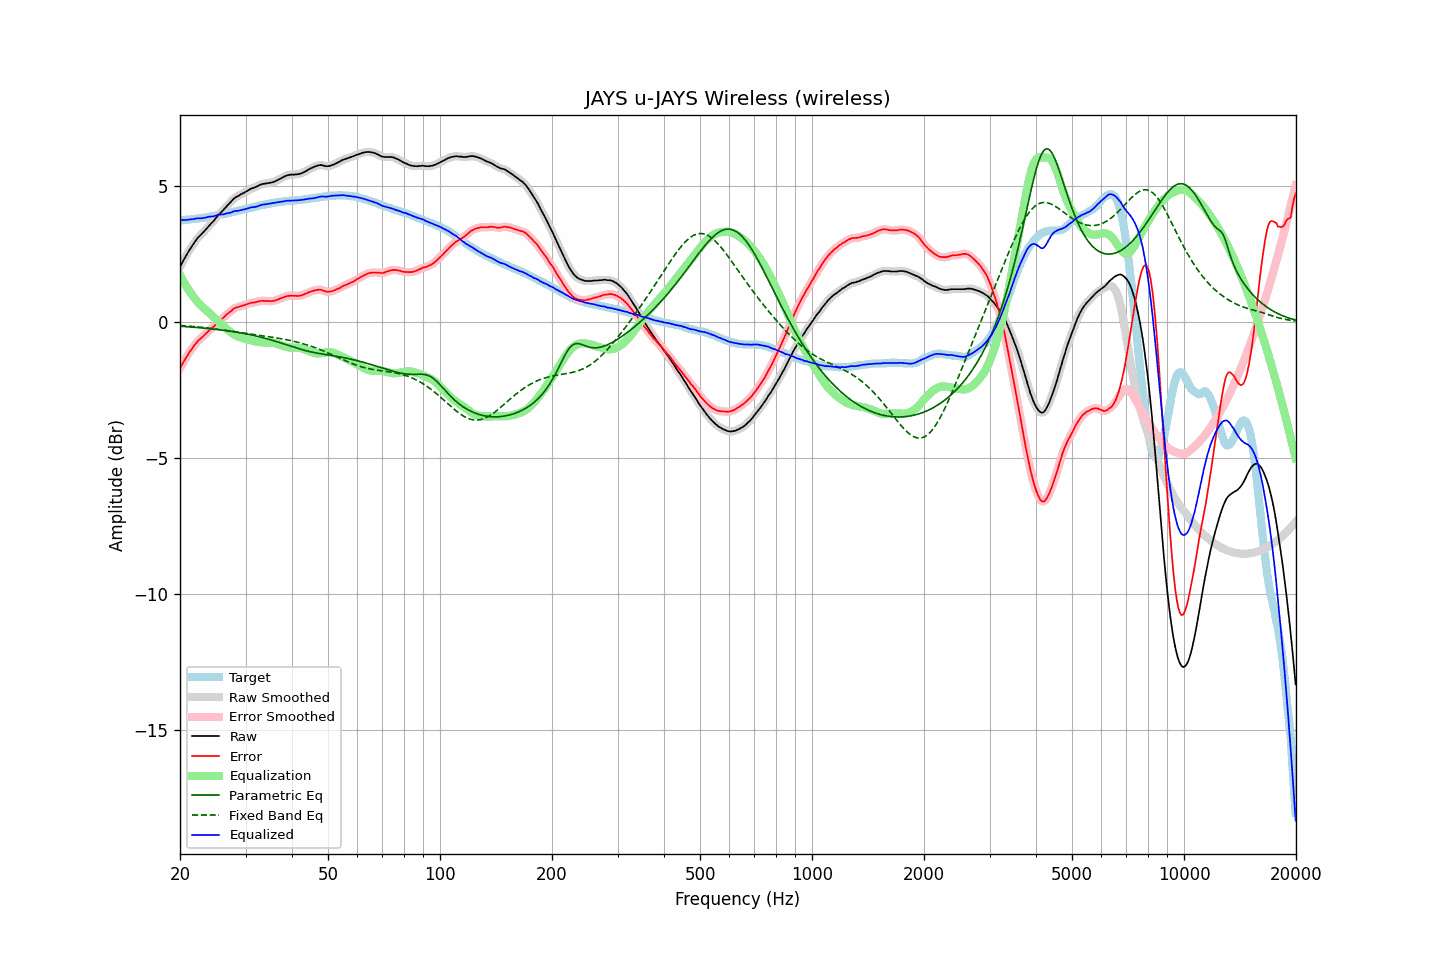 JAYS u-JAYS Wireless (wireless)
5
0
−5
−10
−15
Amplitude (dBr)
Target
Raw Smoothed
Error Smoothed
Raw
Error
Equalization
Parametric Eq
Fixed Band Eq
Equalized
20 50 100 200 500 1000 2000 5000 10000 20000
Frequency (Hz)